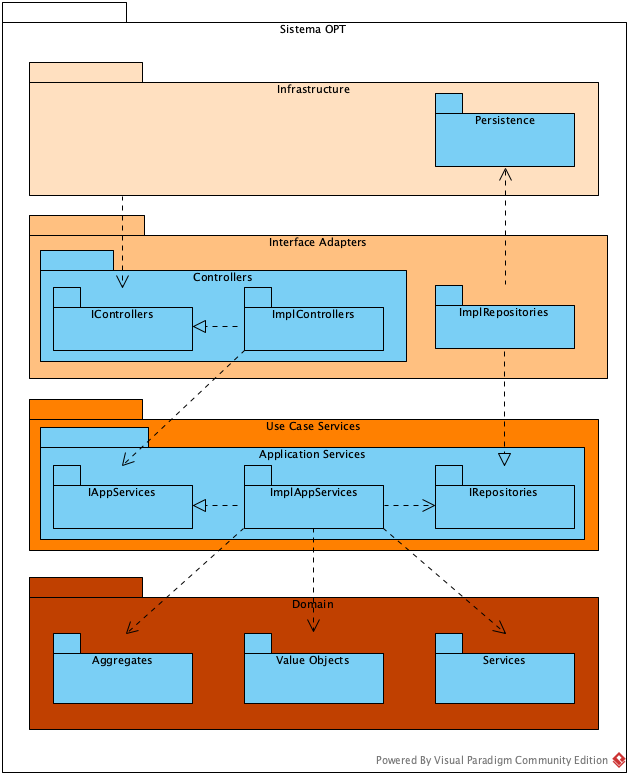 Sistema OPT
Infrastructure
Persistence
Interface Adapters
Controllers
IControllers
ImplControllers
ImplRepositories
Use Case Services
Application Services
IAppServices
ImplAppServices
IRepositories
Domain
Aggregates
Value Objects
Services
Powered By Visual Paradigm Community Edition